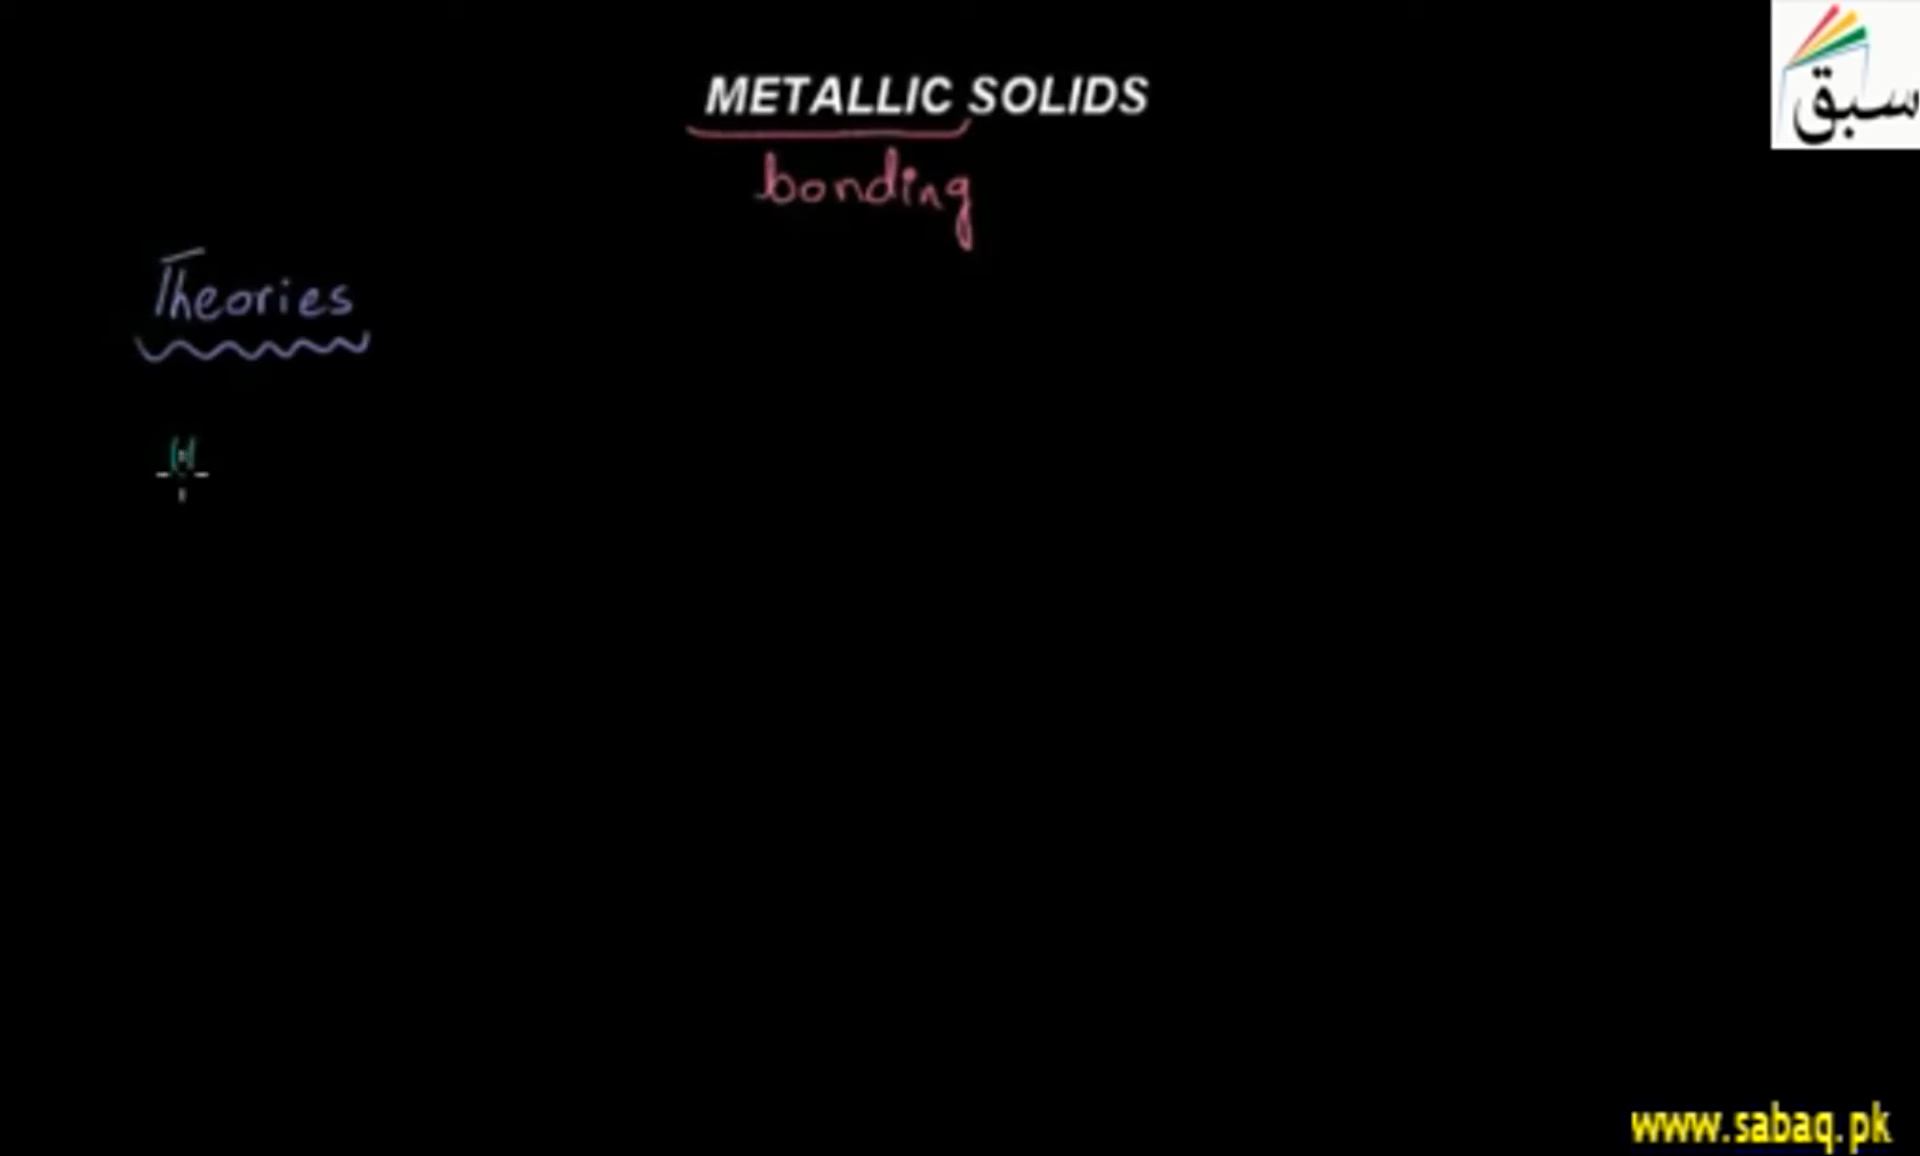 METALLIC SOLIDS
سبق
bonding
Theories
www.sabaq.pk